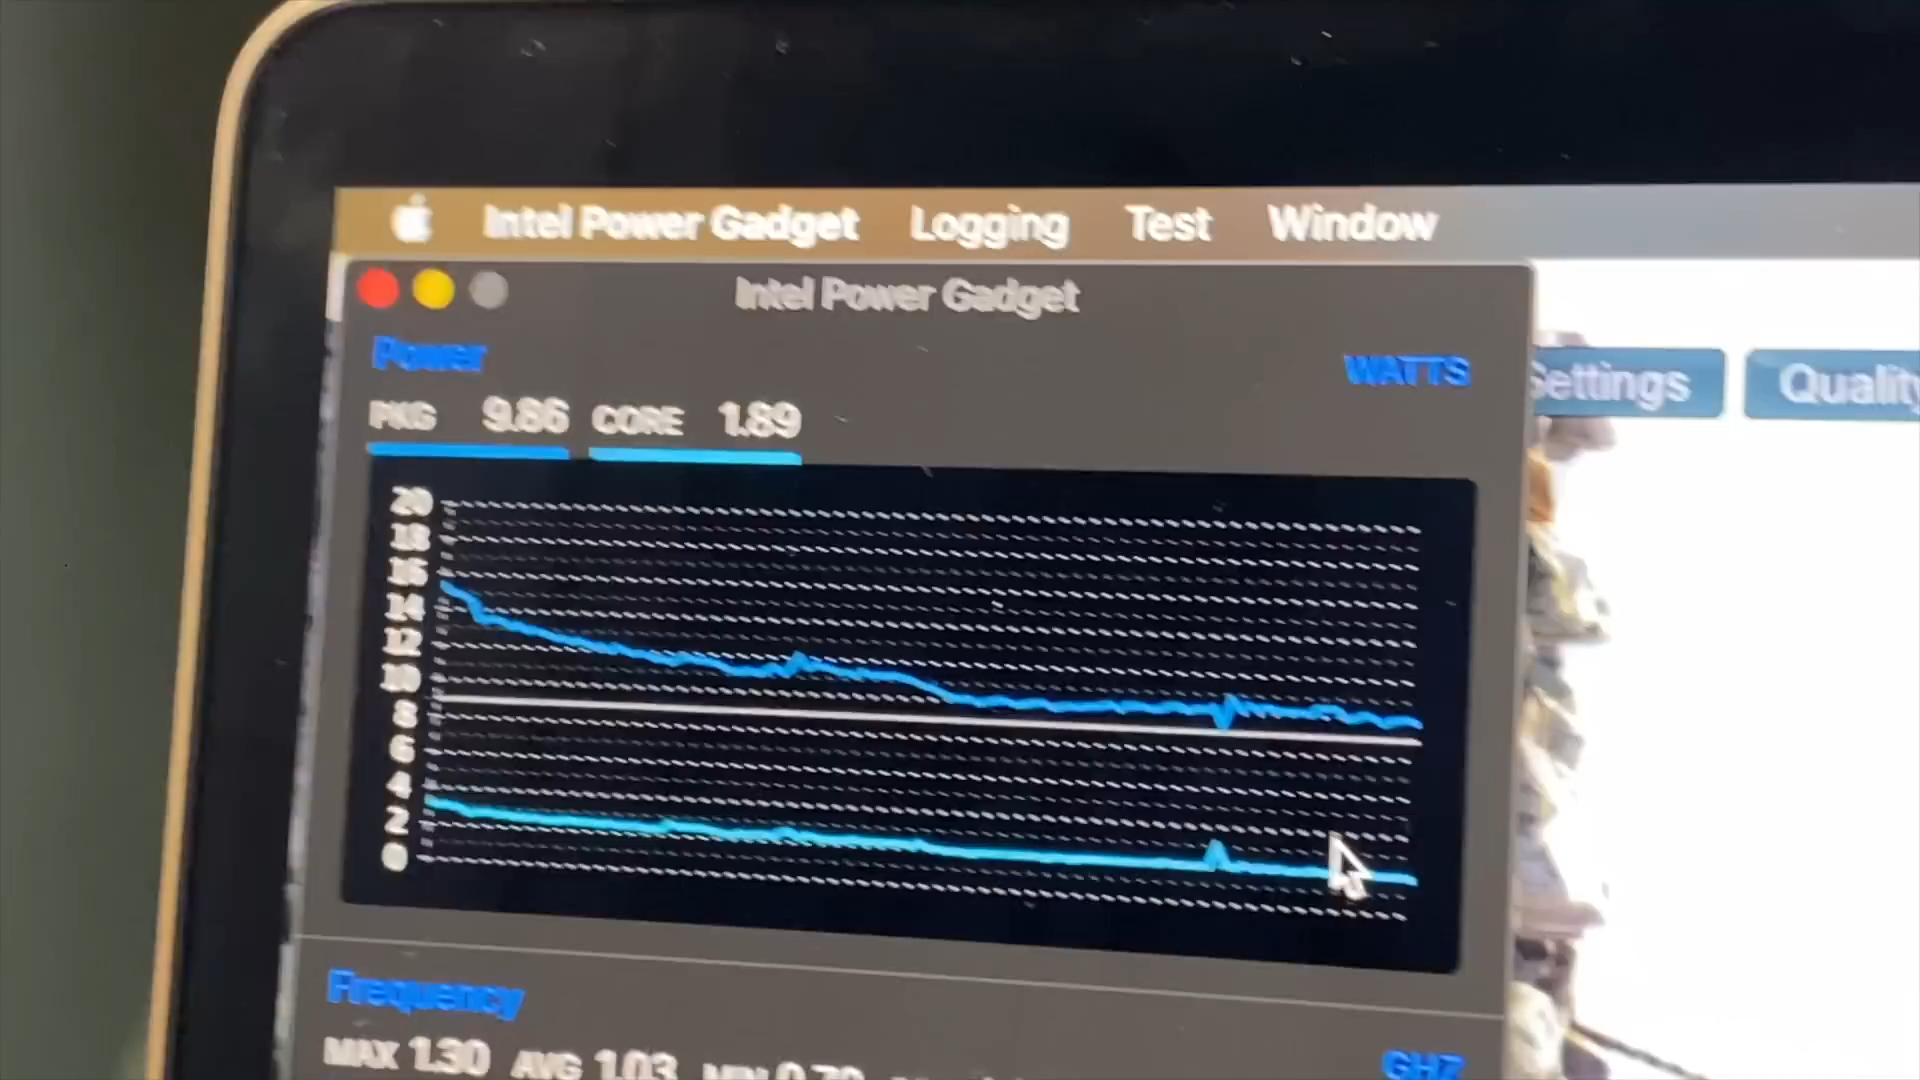 Intel Power Gadget Logging Test Window
Intel Power Gadget
Power
WATTS
Settings
Quality
PKG 9.86 CORE 1.89
20
18
16
14
12
10
8
6
4
2
0
Frequency
MAX 1.30 AVG 1.03 MIN
GHZ